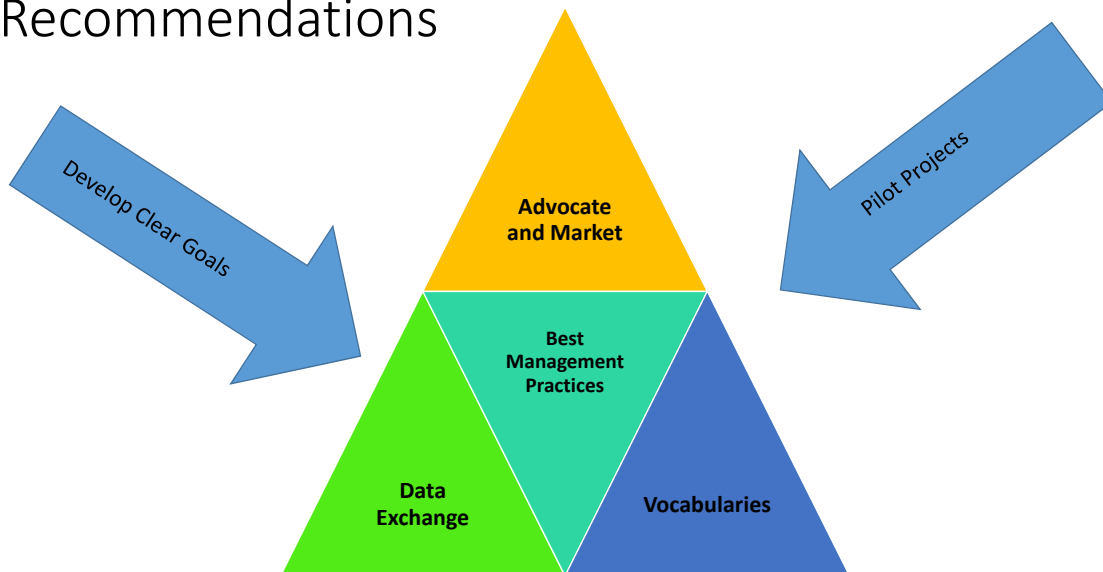 Recommendations
Develop Clear Goals
Pilot Projects
Advocate
and Market
Best
Management
Practices
Data
Exchange
Vocabularies